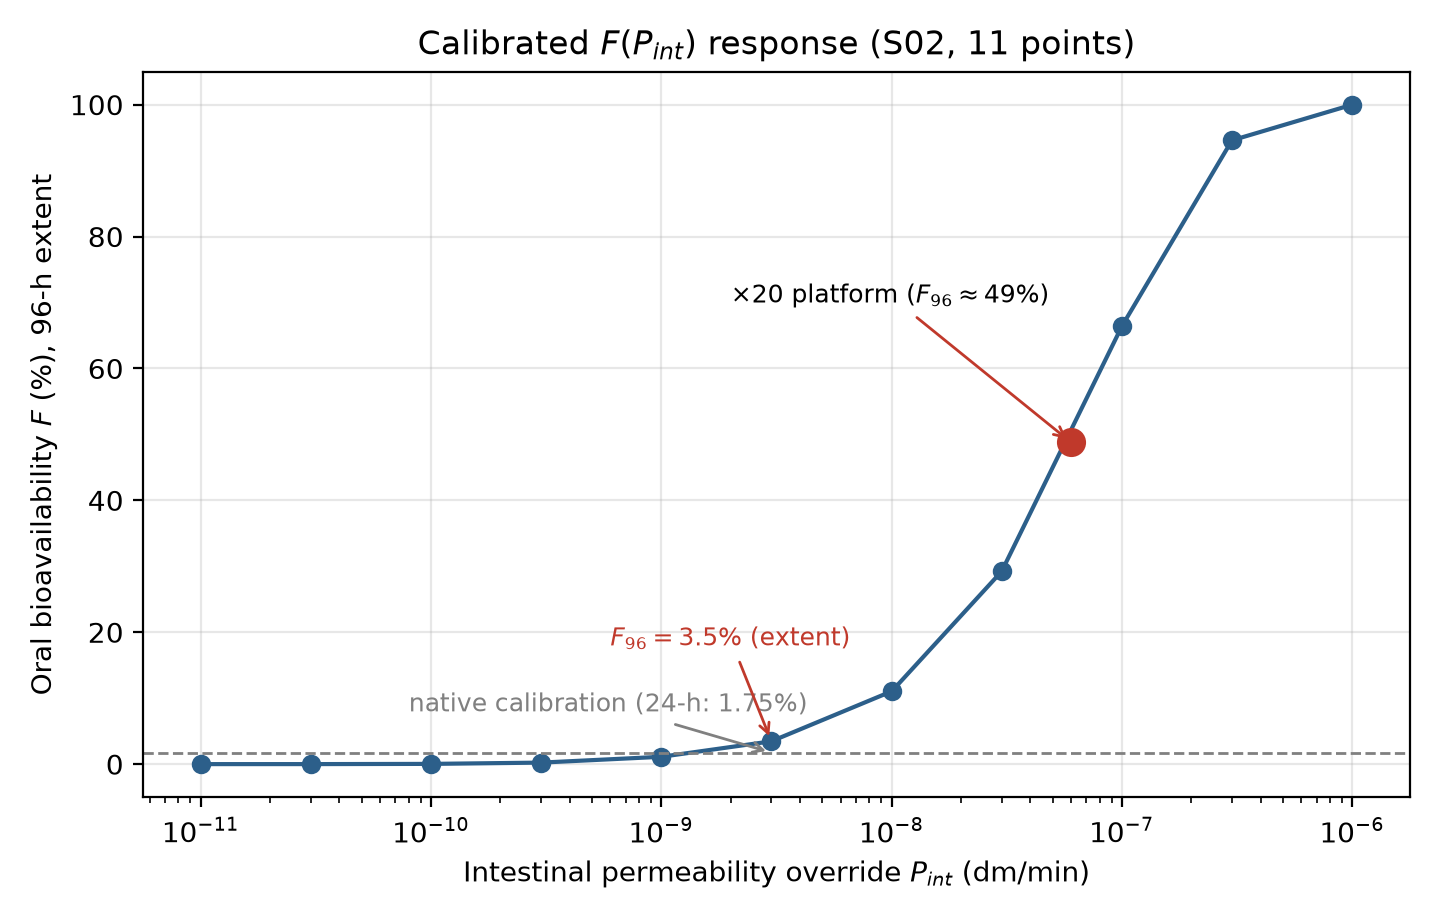 Calibrated F(P_int) response (S02, 11 points)
Oral bioavailability F (%), 96-h extent
100
80
60
40
20
0
×20 platform (F₉₆ ≈ 49%)
F₉₆ = 3.5% (extent)
native calibration (24-h: 1.75%)
10⁻¹¹ 10⁻¹⁰ 10⁻⁹ 10⁻⁸ 10⁻⁷ 10⁻⁶
Intestinal permeability override P_int (dm/min)